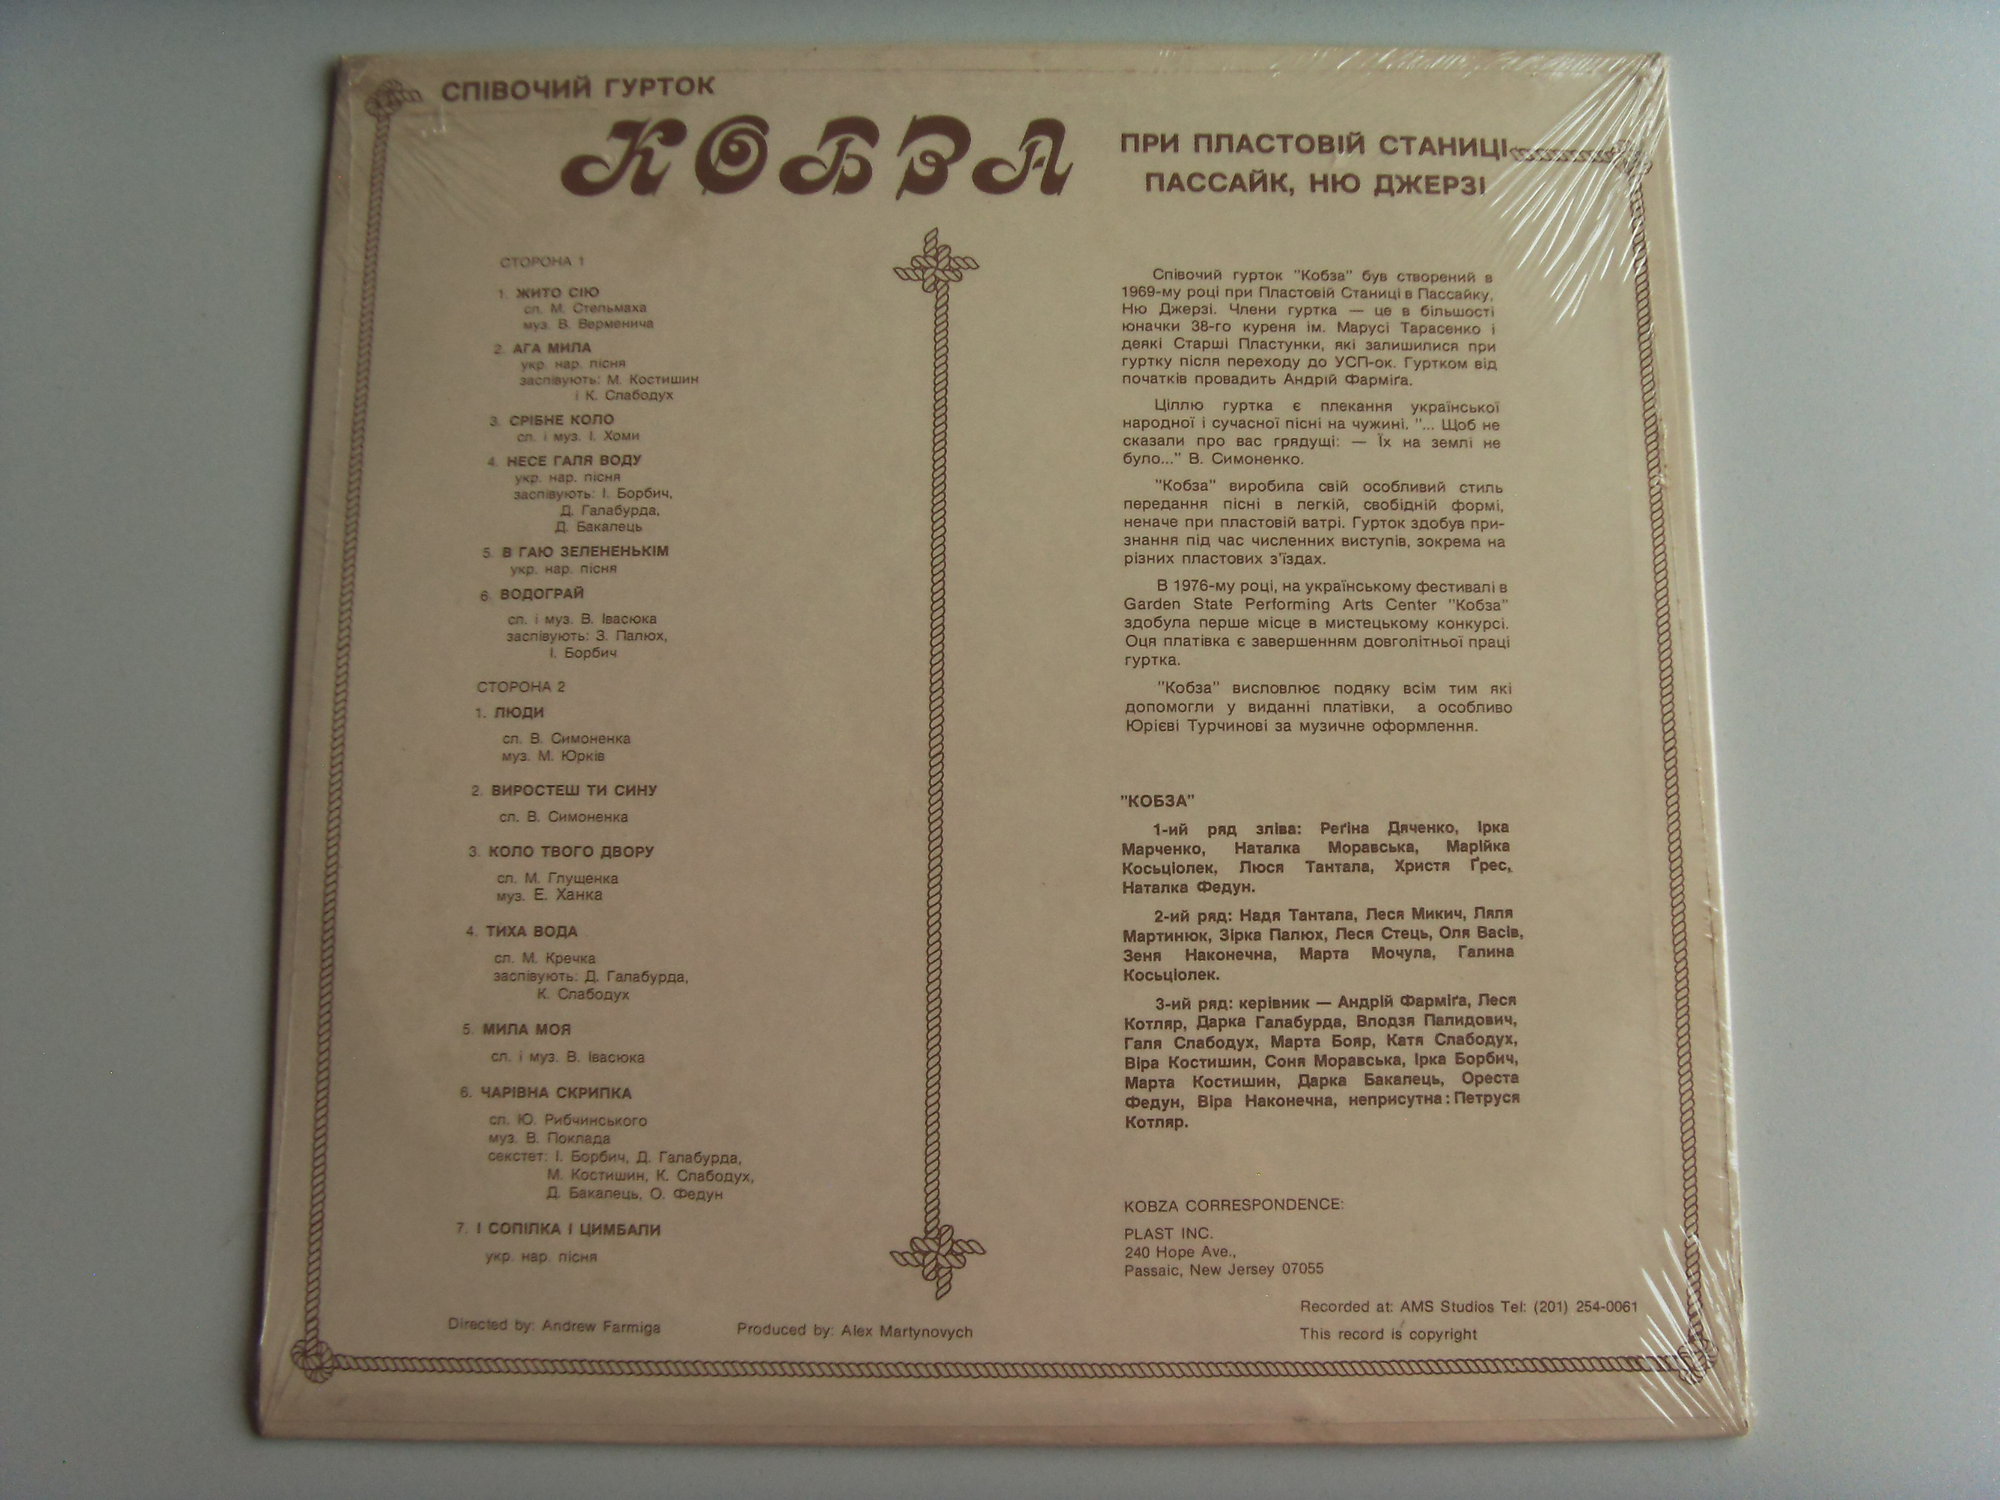 СПІВОЧИЙ ГУРТОК
КОБЗА
ПРИ ПЛАСТОВІЙ СТАНИЦІ
ПАССАЙК, НЮ ДЖЕРЗІ
СТОРОНА 1
1. ЖИТО СІЮ
сл. М. Стельмаха
муз. В. Верменича
2. АГА МИЛА
укр. нар. пісня
заспівують: М. Костишин
і К. Слабодух
3. СРІБНЕ КОЛО
сл. і муз. І. Хоми
4. НЕСЕ ГАЛЯ ВОДУ
укр. нар. пісня
заспівують: І. Борбич,
Д. Галабурда,
Д. Бакалець
5. В ГАЮ ЗЕЛЕНЕНЬКІМ
укр. нар. пісня
6. ВОДОГРАЙ
сл. і муз. В. Івасюка
заспівують: З. Палюх,
І. Борбич
СТОРОНА 2
1. ЛЮДИ
сл. В. Симоненка
муз. М. Юрків
2. ВИРОСТЕШ ТИ СИНУ
сл. В. Симоненка
3. КОЛО ТВОГО ДВОРУ
сл. М. Глущенка
муз. Е. Ханка
4. ТИХА ВОДА
сл. М. Кречка
заспівують: Д. Галабурда,
К. Слабодух
5. МИЛА МОЯ
сл. і муз. В. Івасюка
6. ЧАРІВНА СКРИПКА
сл. Ю. Рибчинського
муз. В. Поклада
секстет: І. Борбич, Д. Галабурда,
М. Костишин, К. Слабодух,
Д. Бакалець, О. Федун
7. І СОПІЛКА І ЦИМБАЛИ
укр. нар. пісня
Directed by: Andrew Farmiga
Produced by: Alex Martynovych
Співочий гурток "Кобза" був створений в
1969-му році при Пластовій Станиці в Пассайку,
Ню Джерзі. Члени гуртка — це в більшості
юначки 38-го куреня ім. Марусі Тарасенко і
деякі Старші Пластунки, які залишилися при
гуртку після переходу до УСП-ок. Гуртком від
початків провадить Андрій Фарміґа.
Ціллю гуртка є плекання української
народної і сучасної пісні на чужині. "... Щоб не
сказали про вас грядущі: — Їх на землі не
було..." В. Симоненко.
"Кобза" виробила свій особливий стиль
передання пісні в легкій, свобідній формі,
неначе при пластовій ватрі. Гурток здобув при-
знання під час численних виступів, зокрема на
різних пластових з'їздах.
В 1976-му році, на українському фестивалі в
Garden State Performing Arts Center "Кобза"
здобула перше місце в мистецькому конкурсі.
Оця платівка є завершенням довголітньої праці
гуртка.
"Кобза" висловлює подяку всім тим які
допомогли у виданні платівки, а особливо
Юрієві Турчинові за музичне оформлення.
"КОБЗА"
1-ий ряд зліва: Реґіна Дяченко, Ірка
Марченко, Наталка Моравська, Марійка
Косьціолек, Люся Тантала, Христя Ґрес,
Наталка Федун.
2-ий ряд: Надя Тантала, Леся Микич, Ляля
Мартинюк, Зірка Палюх, Леся Стець, Оля Васів,
Зеня Наконечна, Марта Мочула, Галина
Косьціолек.
3-ий ряд: керівник — Андрій Фарміґа, Леся
Котляр, Дарка Галабурда, Влодзя Палидович,
Галя Слабодух, Марта Бояр, Катя Слабодух,
Віра Костишин, Соня Моравська, Ірка Борбич,
Марта Костишин, Дарка Бакалець, Ореста
Федун, Віра Наконечна, неприсутна: Петруся
Котляр.
KOBZA CORRESPONDENCE:
PLAST INC.
240 Hope Ave.,
Passaic, New Jersey 07055
Recorded at: AMS Studios Tel: (201) 254-0061
This record is copyright